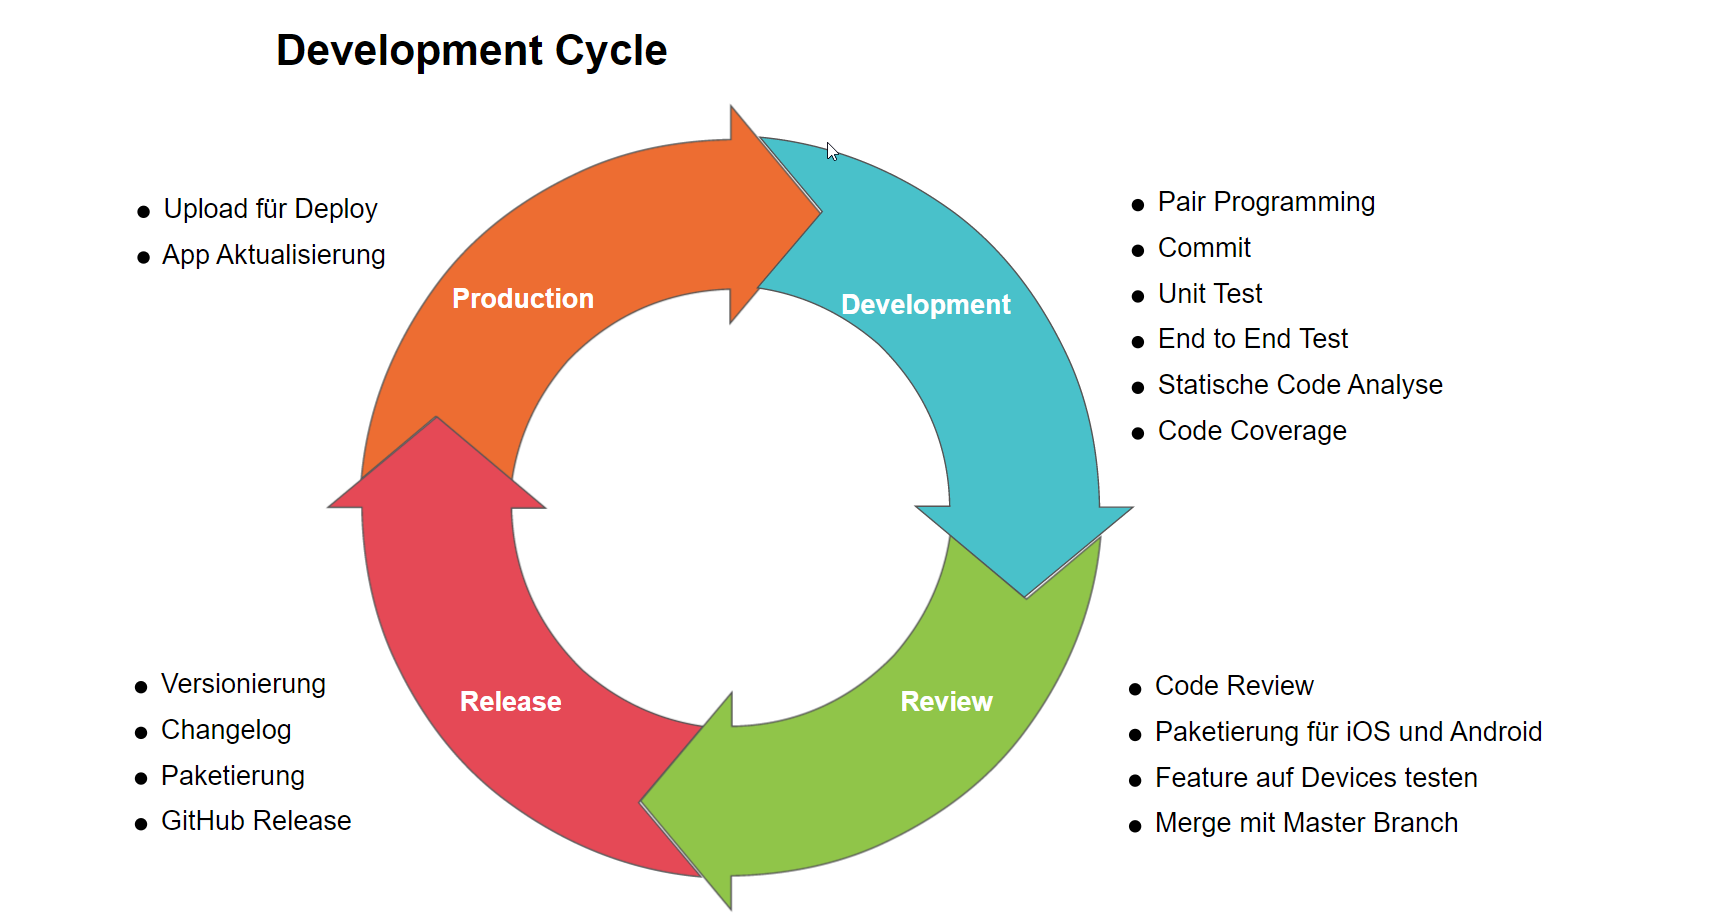 Development Cycle
Upload für Deploy
App Aktualisierung
Production
Development
Pair Programming
Commit
Unit Test
End to End Test
Statische Code Analyse
Code Coverage
Versionierung
Changelog
Paketierung
GitHub Release
Release
Review
Code Review
Paketierung für iOS und Android
Feature auf Devices testen
Merge mit Master Branch